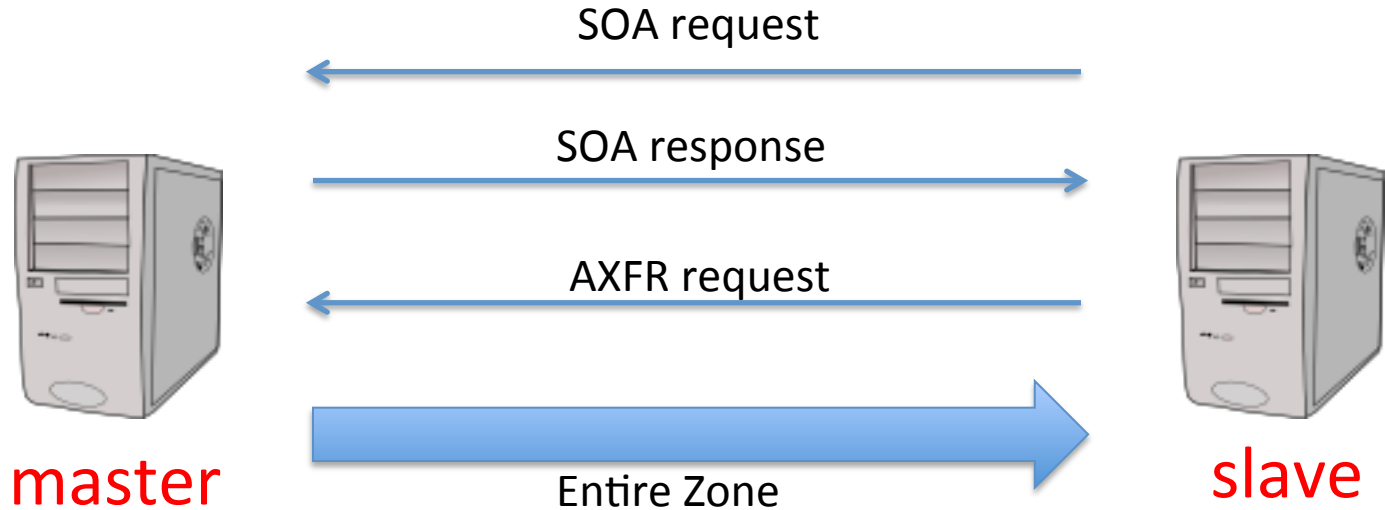 SOA request
SOA response
AXFR request
Entire Zone
master
slave